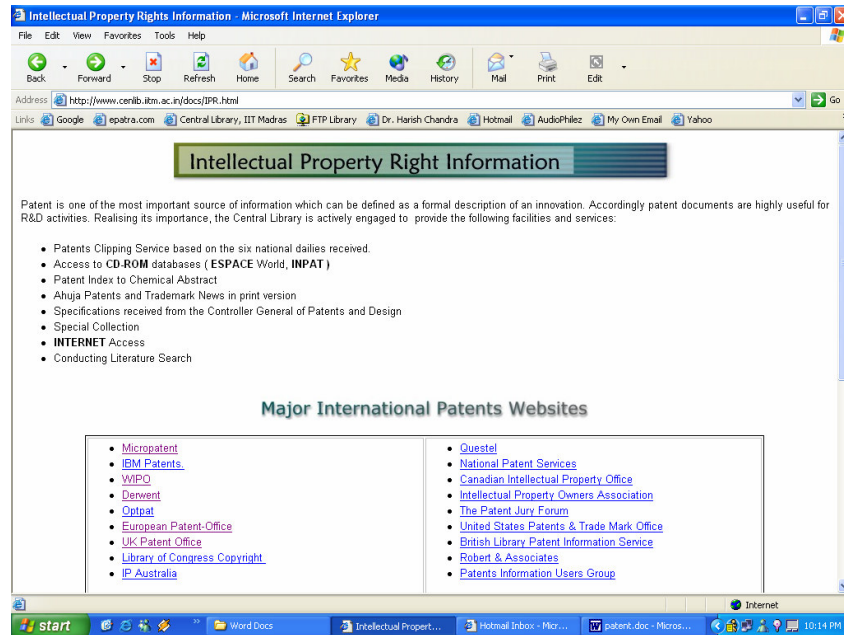 Intellectual Property Rights Information - Microsoft Internet Explorer
File Edit View Favorites Tools Help
Back Forward Stop Refresh Home Search Favorites Media History Mail Print Edit
Address http://www.cenlib.iitm.ac.in/docs/IPR.html Go
Links Google epatra.com Central Library, IIT Madras FTP Library Dr. Harish Chandra Hotmail AudioPhilez My Own Email Yahoo
Intellectual Property Right Information
Patent is one of the most important source of information which can be defined as a formal description of an innovation. Accordingly patent documents are highly useful for
R&D activities. Realising its importance, the Central Library is actively engaged to provide the following facilities and services:
Patents Clipping Service based on the six national dailies received.
Access to CD-ROM databases ( ESPACE World, INPAT )
Patent Index to Chemical Abstract
Ahuja Patents and Trademark News in print version
Specifications received from the Controller General of Patents and Design
Special Collection
INTERNET Access
Conducting Literature Search
Major International Patents Websites
Micropatent
IBM Patents.
WIPO
Derwent
Optpat
European Patent-Office
UK Patent Office
Library of Congress Copyright
IP Australia
Questel
National Patent Services
Canadian Intellectual Property Office
Intellectual Property Owners Association
The Patent Jury Forum
United States Patents & Trade Mark Office
British Library Patent Information Service
Robert & Associates
Patents Information Users Group
Internet
start Word Docs Intellectual Propert... Hotmail Inbox - Micr... patent.doc - Micros... 10:14 PM